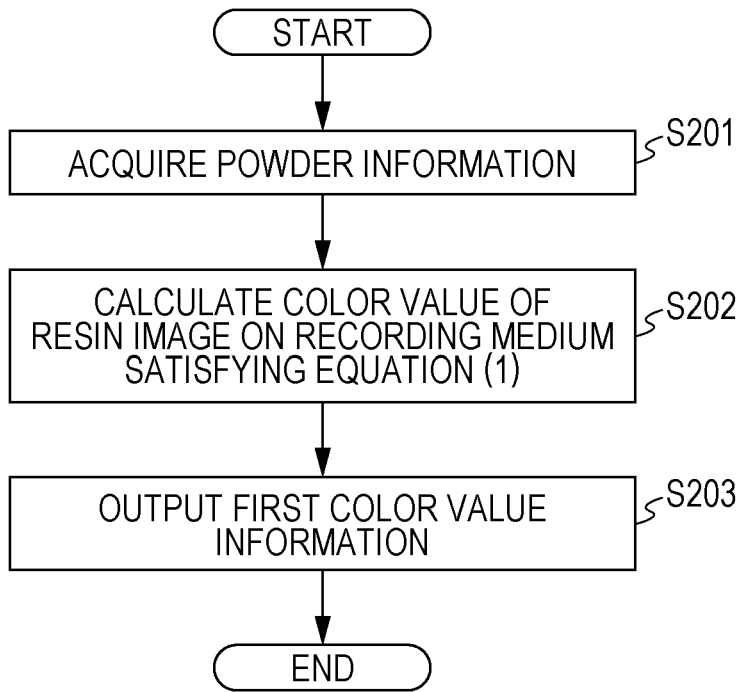 START
ACQUIRE POWDER INFORMATION
S201
CALCULATE COLOR VALUE OF
RESIN IMAGE ON RECORDING MEDIUM
SATISFYING EQUATION (1)
S202
OUTPUT FIRST COLOR VALUE
INFORMATION
S203
END